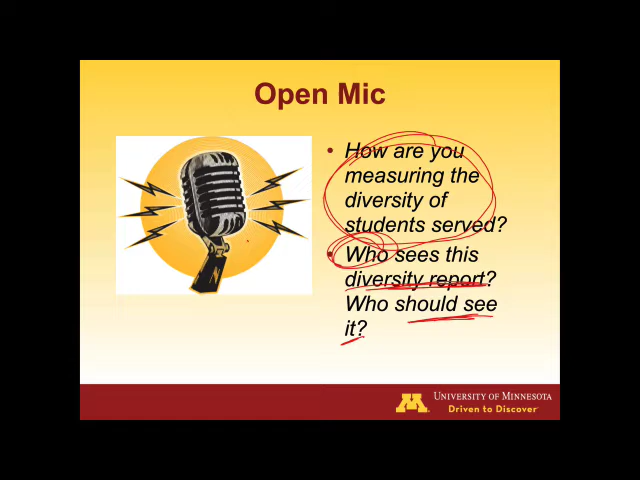 Open Mic
• How are you
measuring the
diversity of
students served?
• Who sees this
diversity report?
Who should see
it?
M
UNIVERSITY OF MINNESOTA
Driven to Discover